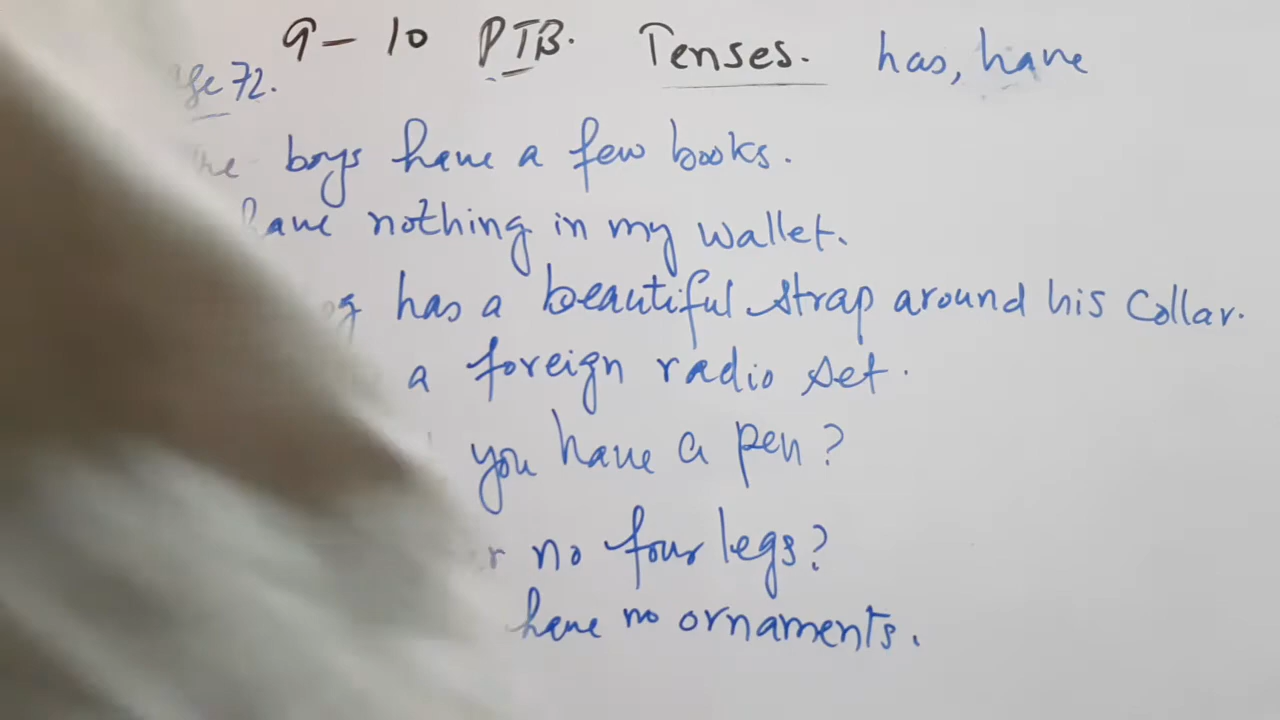 9 – 10 PTB. Tenses. has, have
72.
boys have a few books.
have nothing in my wallet.
has a beautiful strap around his Collar.
a foreign radio set.
you have a pen?
no four legs?
have no ornaments.